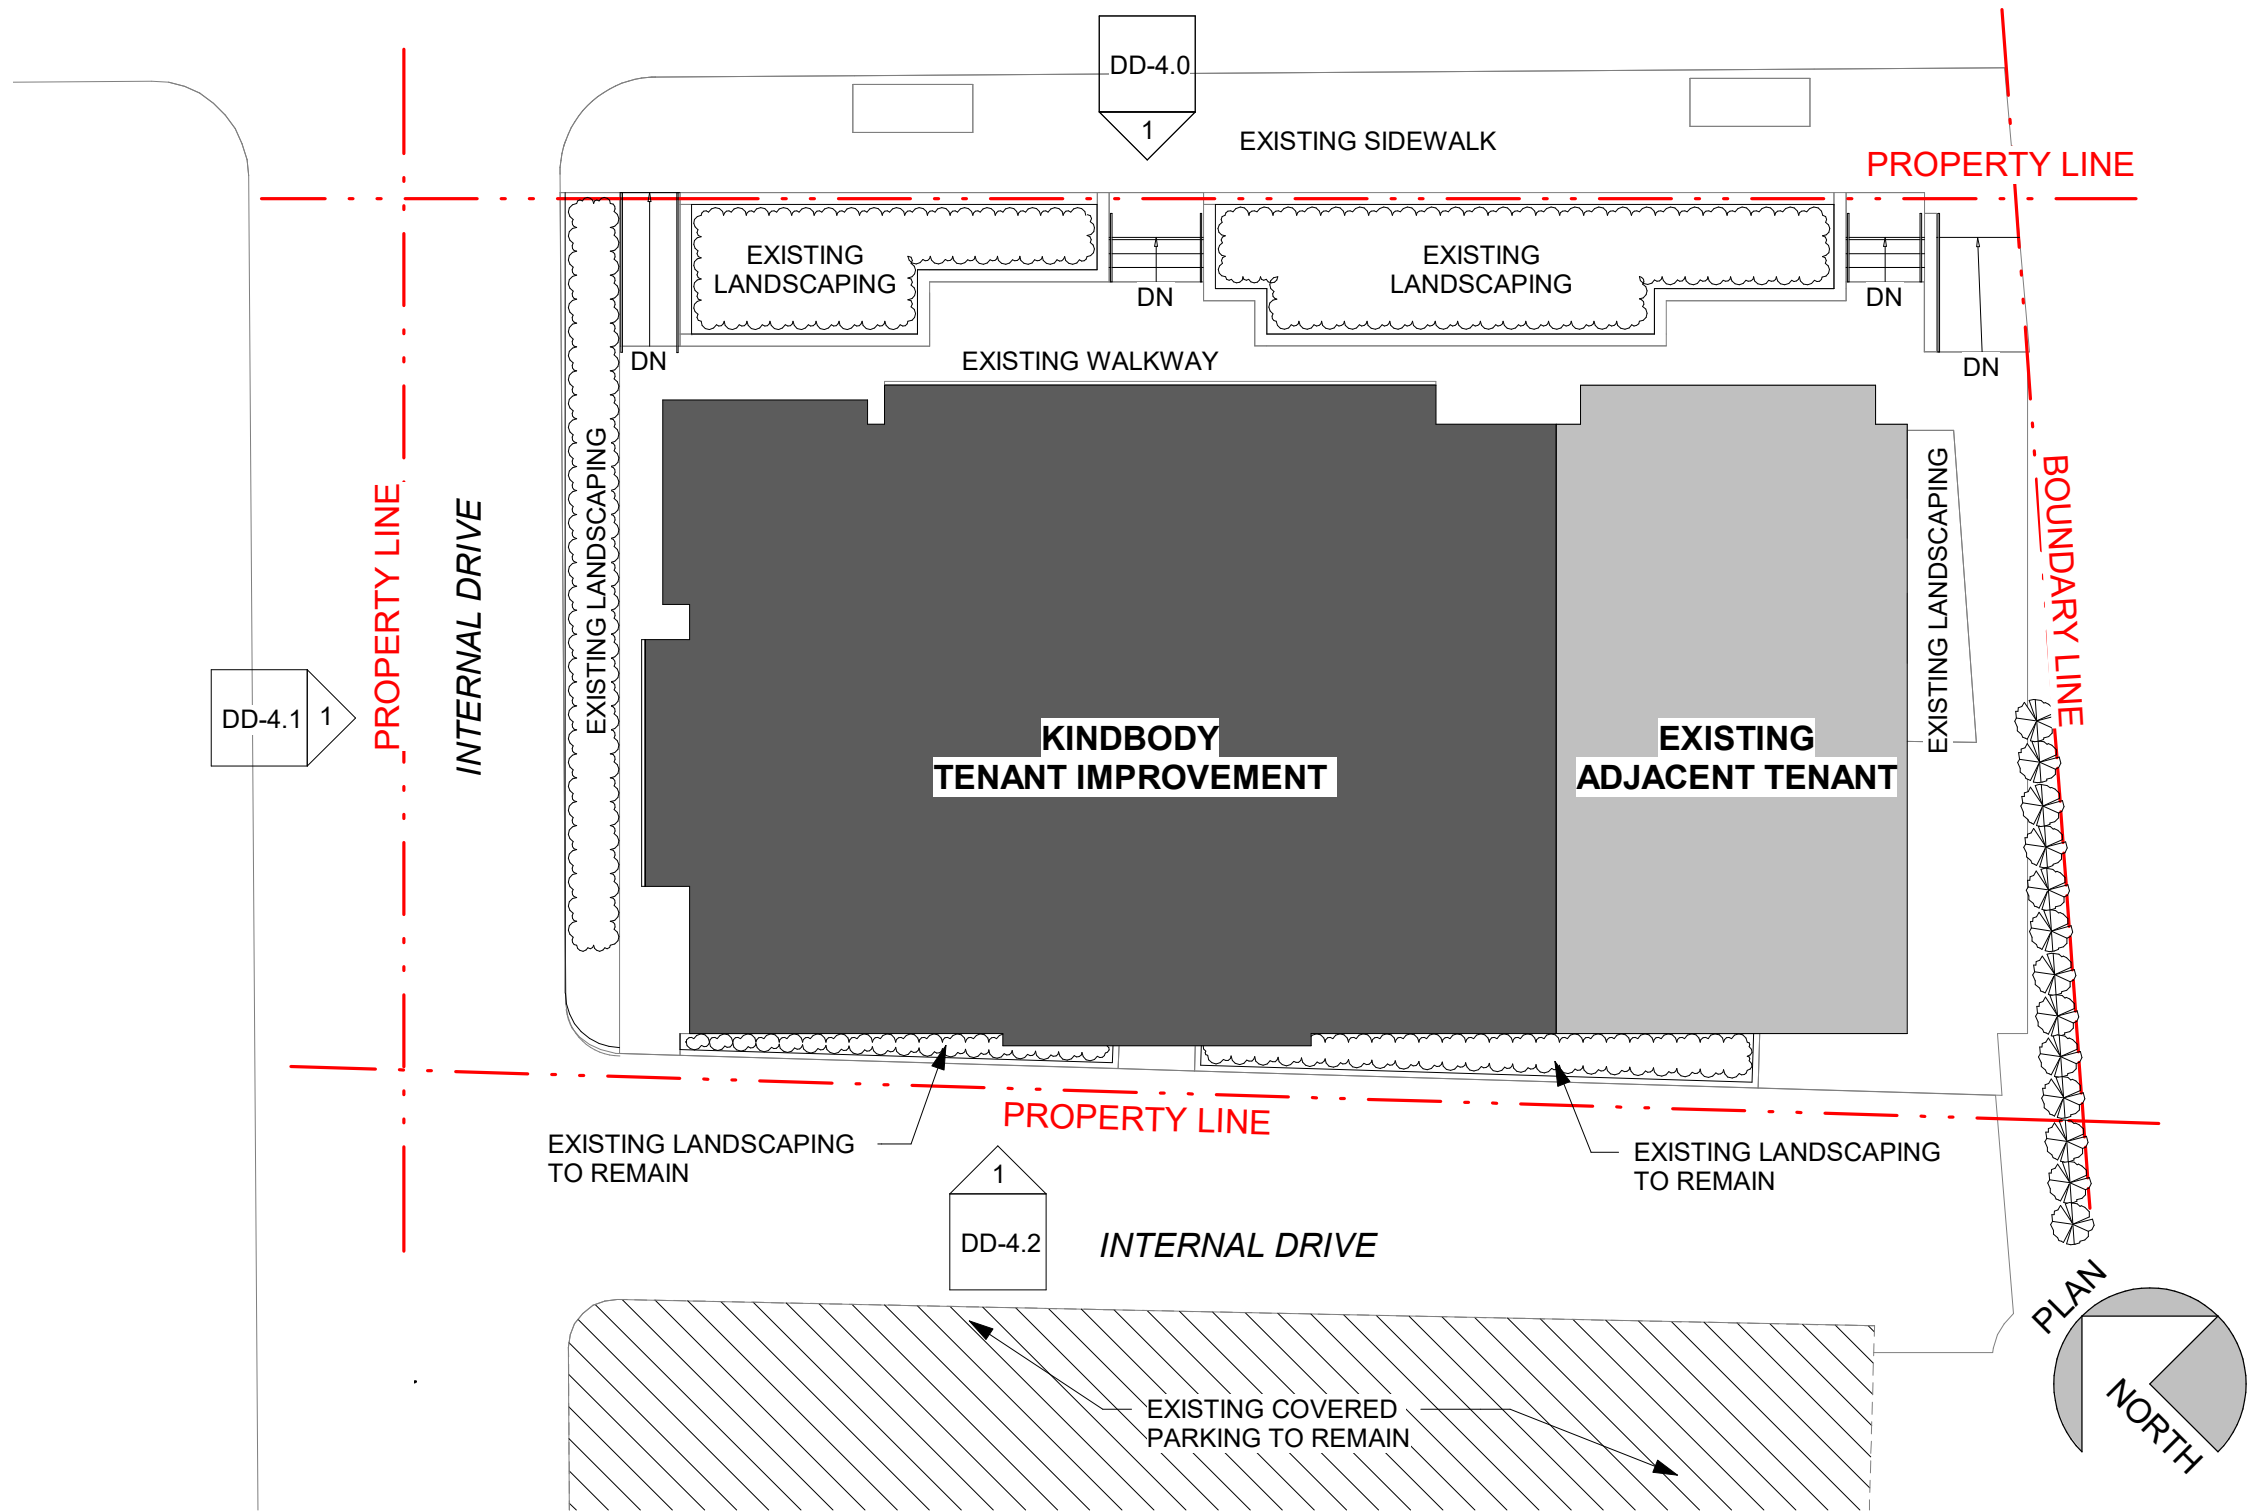 DD-4.0
1
EXISTING SIDEWALK
PROPERTY LINE
EXISTING
LANDSCAPING
EXISTING
LANDSCAPING
DN
DN
DN
EXISTING WALKWAY
DN
EXISTING LANDSCAPING
PROPERTY LINE
INTERNAL DRIVE
EXISTING LANDSCAPING
BOUNDARY LINE
DD-4.1
1
KINDBODY
TENANT IMPROVEMENT
EXISTING
ADJACENT TENANT
PROPERTY LINE
EXISTING LANDSCAPING
TO REMAIN
EXISTING LANDSCAPING
TO REMAIN
1
DD-4.2
INTERNAL DRIVE
PLAN
NORTH
EXISTING COVERED
PARKING TO REMAIN